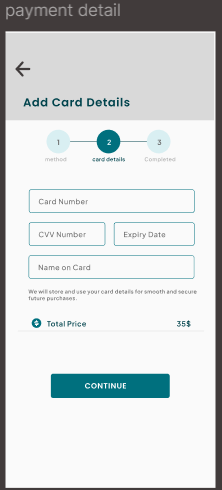 payment detail
Add Card Details
1 2 3
method card details Completed
Card Number
CVV Number Expiry Date
Name on Card
We will store and use your card details for smooth and secure
future purchases.
$ Total Price 35$
CONTINUE